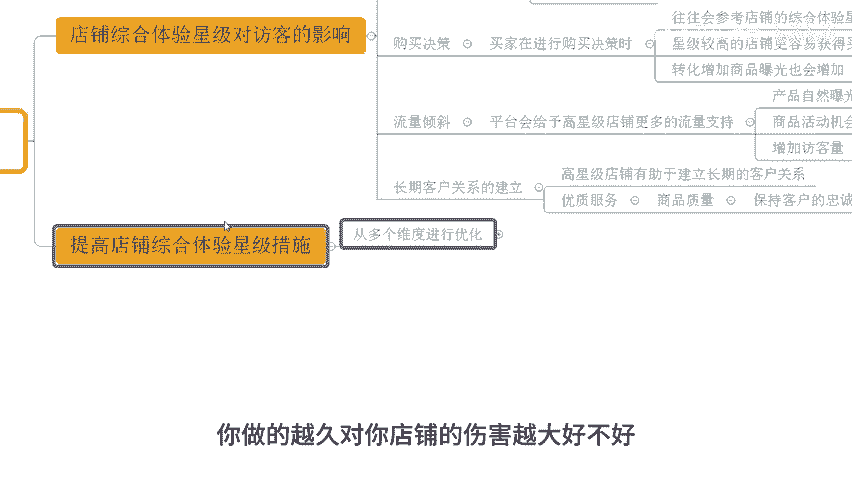 店铺综合体验星级对访客的影响
往往会参考店铺的综合体验星
购买决策
买家在进行购买决策时
星级较高的店铺更容易获得
转化增加商品曝光也会增加
产品自然曝光
流量倾斜
平台会给予高星级店铺更多的流量支持
商品活动机会
增加访客量
长期客户关系的建立
高星级店铺有助于建立长期的客户关系
优质服务
商品质量
保持客户的忠诚
提高店铺综合体验星级措施
从多个维度进行优化
你做的越久对你店铺的伤害越大好不好